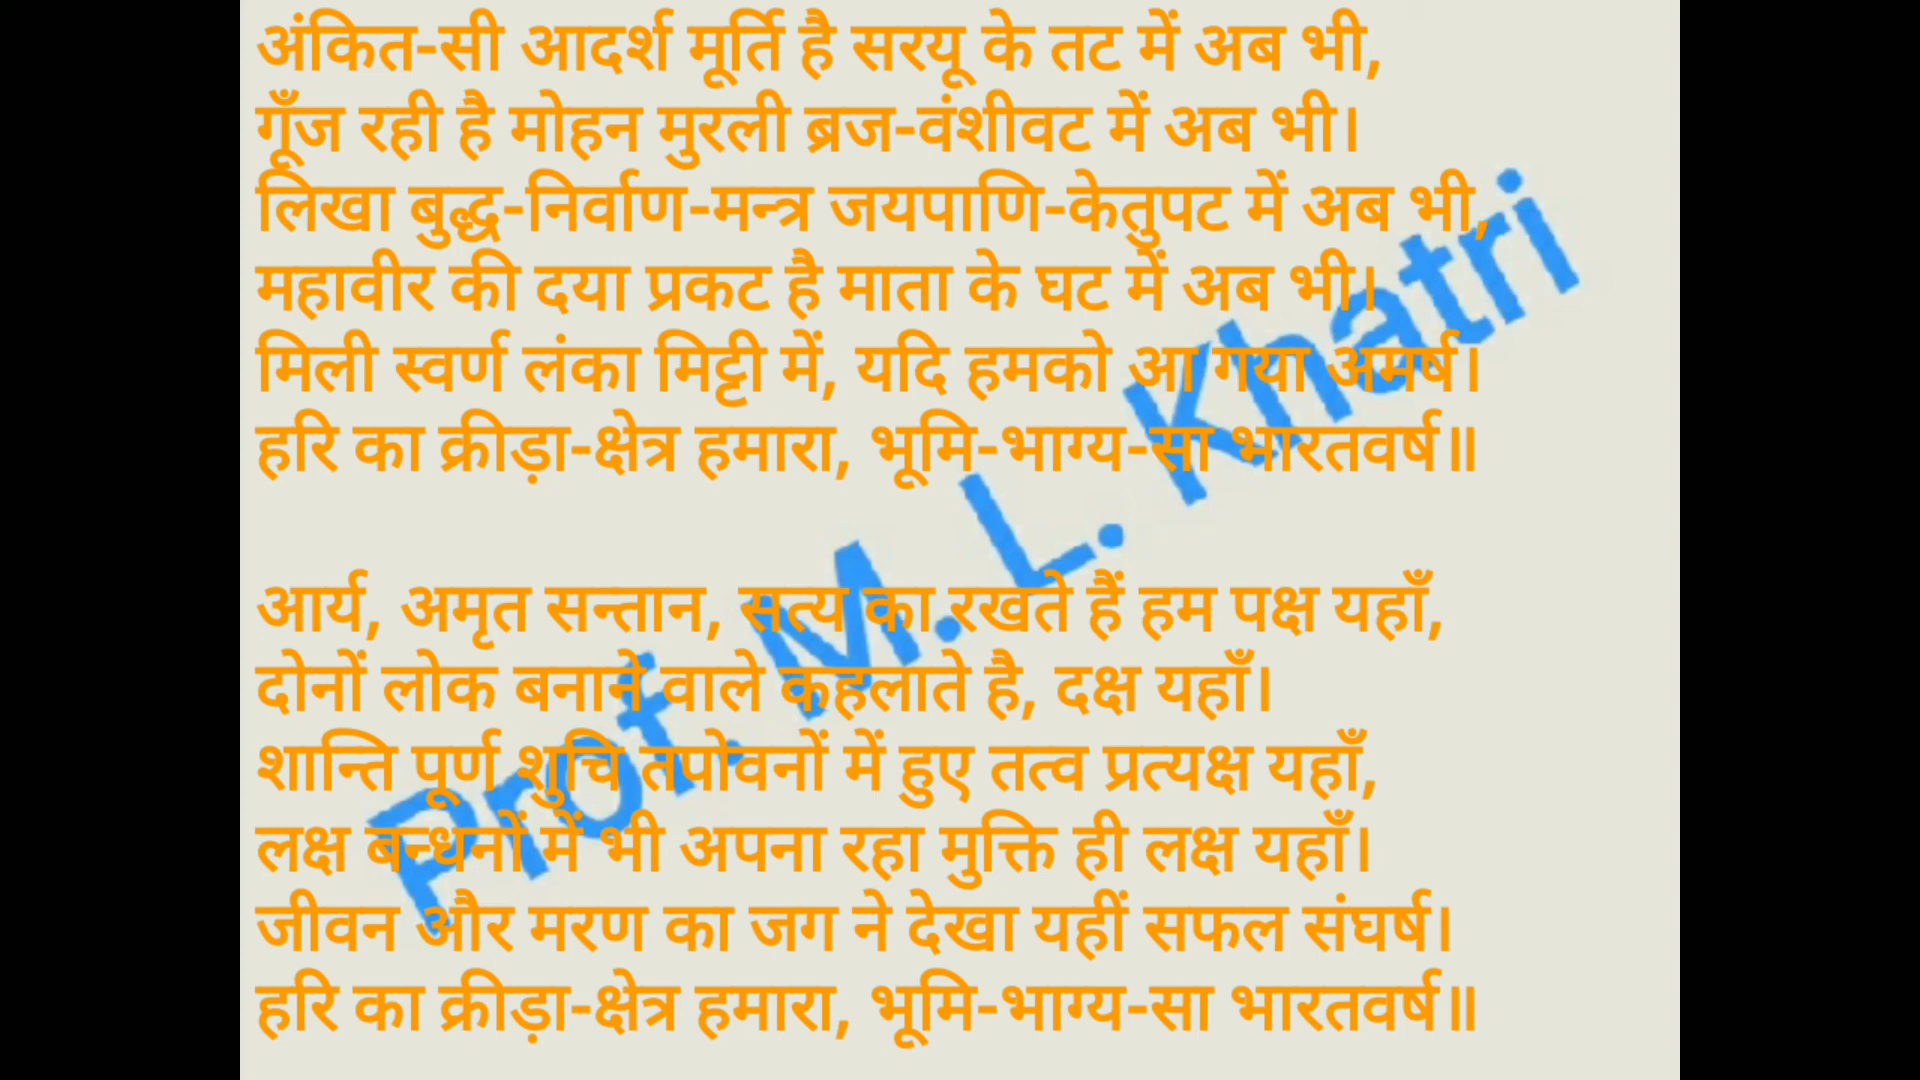 अंकित-सी आदर्श मूर्ति है सरयू के तट में अब भी,
गूँज रही है मोहन मुरली ब्रज-वंशीवट में अब भी।
लिखा बुद्ध-निर्वाण-मन्त्र जयपाणि-केतुपट में अब भी,
महावीर की दया प्रकट है माता के घट में अब भी।
मिली स्वर्ण लंका मिट्टी में, यदि हमको आ गया अमर्ष।
हरि का क्रीड़ा-क्षेत्र हमारा, भूमि-भाग्य-सा भारतवर्ष॥
आर्य, अमृत सन्तान, सत्य का रखते हैं हम पक्ष यहाँ,
दोनों लोक बनाने वाले कहलाते है, दक्ष यहाँ।
शान्ति पूर्ण शुचि तपोवनों में हुए तत्व प्रत्यक्ष यहाँ,
लक्ष बन्धनों में भी अपना रहा मुक्ति ही लक्ष यहाँ।
जीवन और मरण का जग ने देखा यहीं सफल संघर्ष।
हरि का क्रीड़ा-क्षेत्र हमारा, भूमि-भाग्य-सा भारतवर्ष॥
Prof. M. L. Khatri